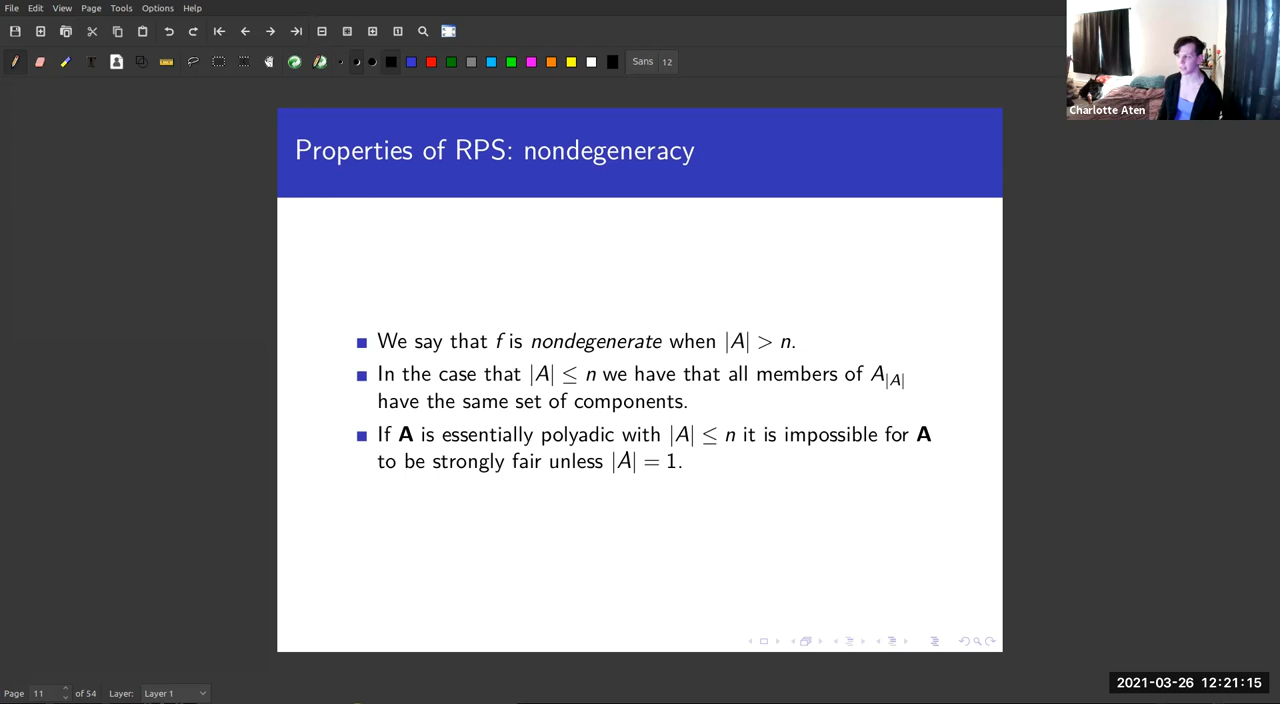 File Edit View Page Tools Options Help
Sans 12
Charlotte Aten
Properties of RPS: nondegeneracy
We say that f is nondegenerate when |A| > n.
In the case that |A| ≤ n we have that all members of A_{|A|}
have the same set of components.
If A is essentially polyadic with |A| ≤ n it is impossible for A
to be strongly fair unless |A| = 1.
Page 11 of 54 Layer: Layer 1
2021-03-26 12:21:15